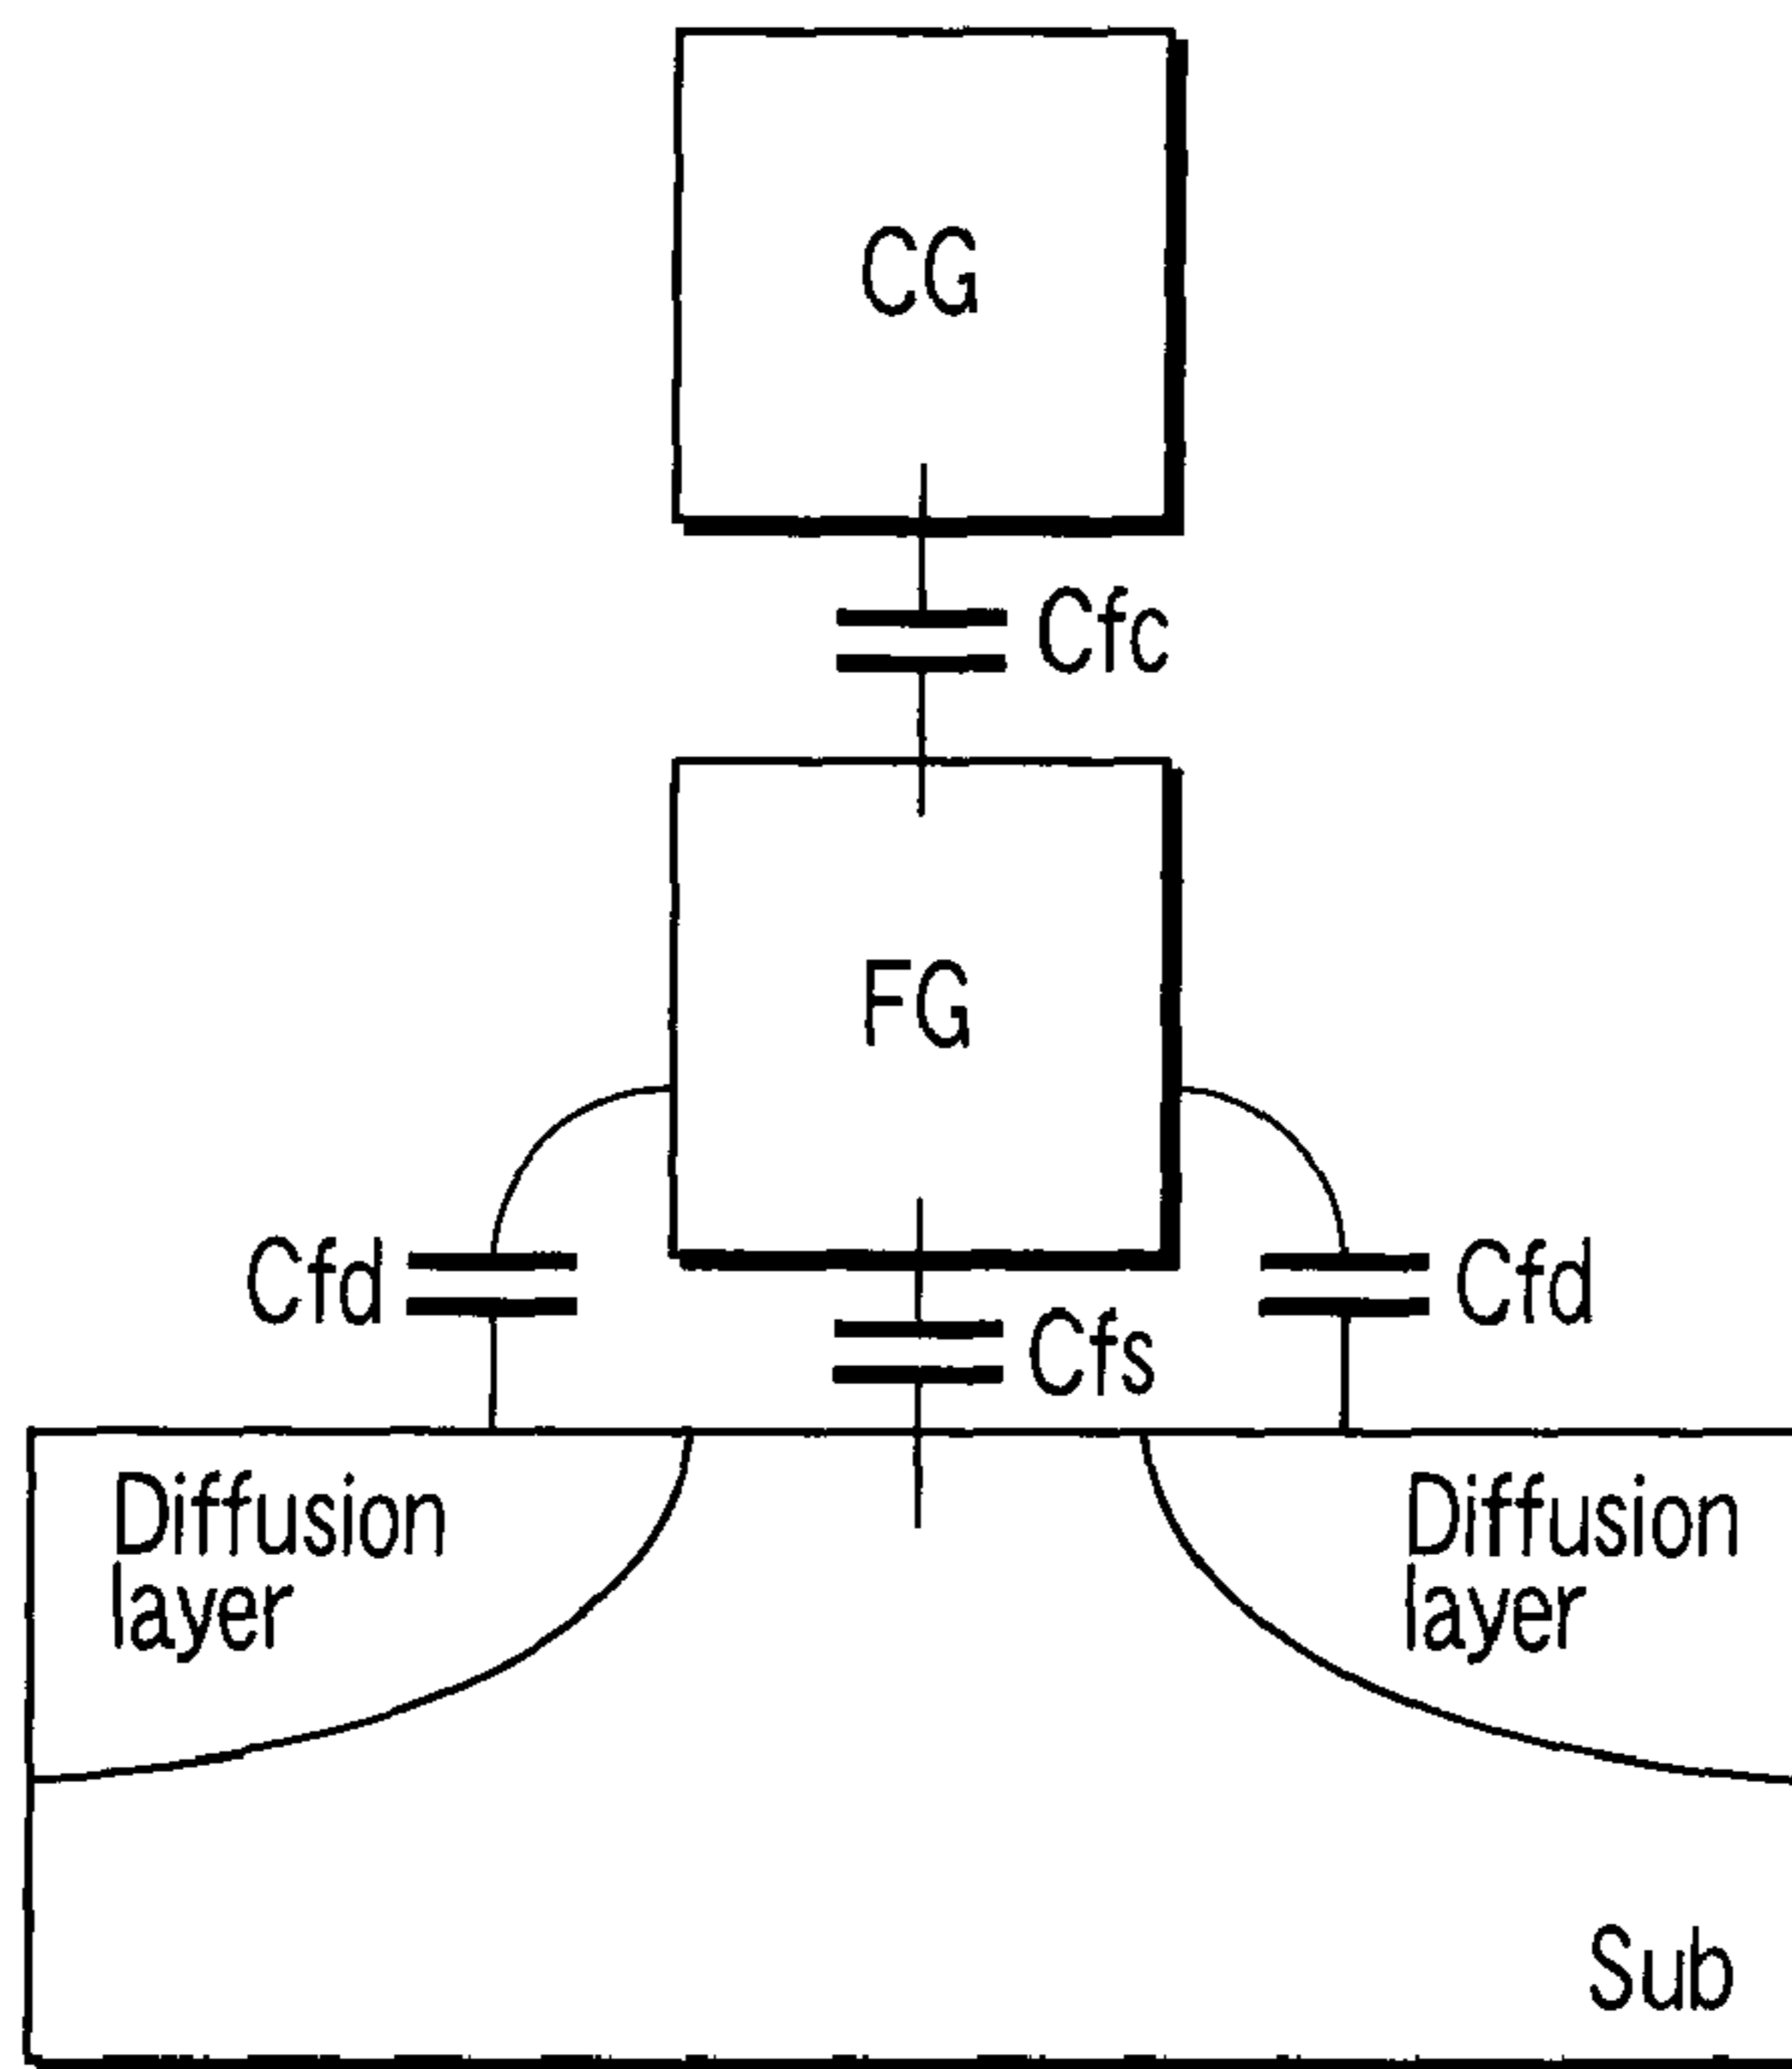 CG
Cfc
FG
Cfd
Cfs
Cfd
Diffusion
layer
Diffusion
layer
Sub